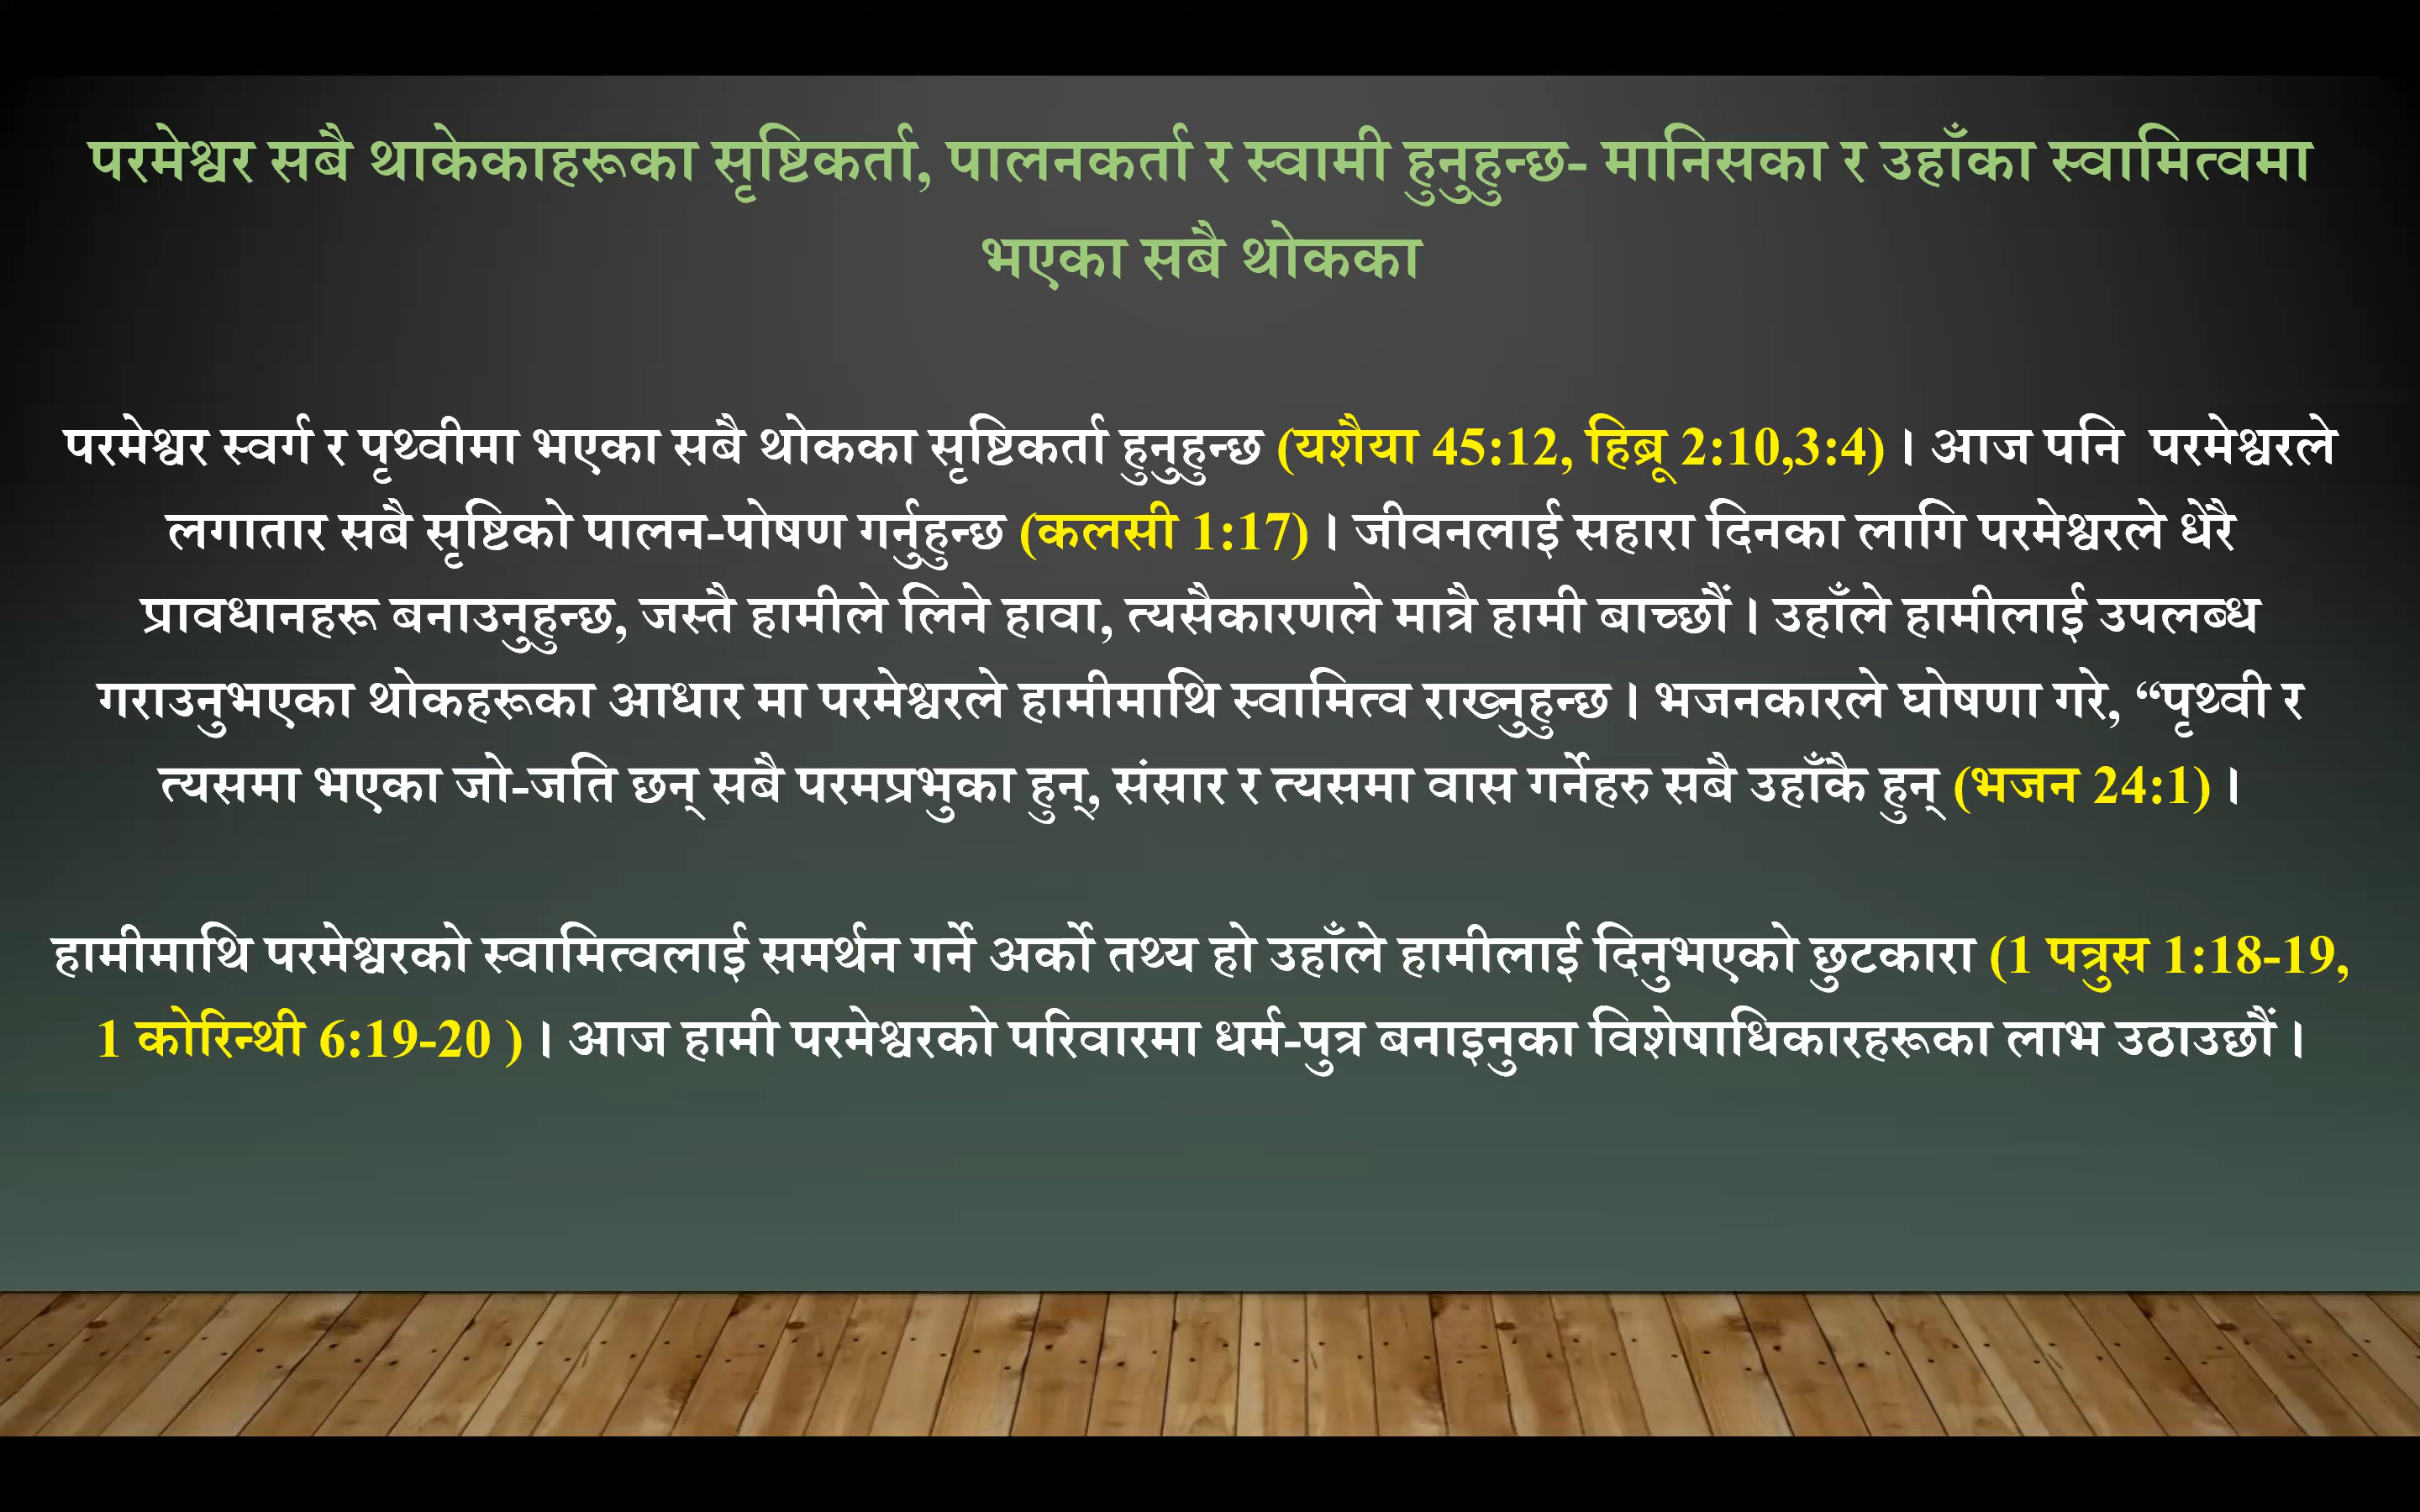 परमेश्वर सबै थाकेकाहरूका सृष्टिकर्ता, पालनकर्ता र स्वामी हुनुहुन्छ- मानिसका र उहाँका स्वामित्वमा
भएका सबै थोकका
परमेश्वर स्वर्ग र पृथ्वीमा भएका सबै थोकका सृष्टिकर्ता हुनुहुन्छ (यशैया 45:12, हिब्रू 2:10,3:4) । आज पनि परमेश्वरले
लगातार सबै सृष्टिको पालन-पोषण गर्नुहुन्छ (कलसी 1:17) । जीवनलाई सहारा दिनका लागि परमेश्वरले धेरै
प्रावधानहरू बनाउनुहुन्छ, जस्तै हामीले लिने हावा, त्यसैकारणले मात्रै हामी बाच्छौं । उहाँले हामीलाई उपलब्ध
गराउनुभएका थोकहरूका आधार मा परमेश्वरले हामीमाथि स्वामित्व राख्नुहुन्छ । भजनकारले घोषणा गरे, “पृथ्वी र
त्यसमा भएका जो-जति छन् सबै परमप्रभुका हुन्, संसार र त्यसमा वास गर्नेहरु सबै उहाँकै हुन् (भजन 24:1) ।
हामीमाथि परमेश्वरको स्वामित्वलाई समर्थन गर्ने अर्को तथ्य हो उहाँले हामीलाई दिनुभएको छुटकारा (1 पत्रुस 1:18-19,
1 कोरिन्थी 6:19-20 ) । आज हामी परमेश्वरको परिवारमा धर्म-पुत्र बनाइनुका विशेषाधिकारहरूका लाभ उठाउछौं ।